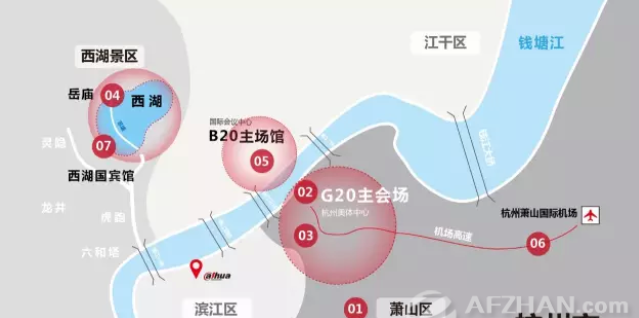 西湖景区
江干区
钱塘江
岳庙
04
西湖
国际会议中心
B20主场馆
05
灵隐
07
西湖国宾馆
02
G20主会场
杭州奥体中心
03
龙井
虎跑
杭州萧山国际机场
机场高速
06
六和塔
alhua
滨江区
01
萧山区
AFZHAN.com